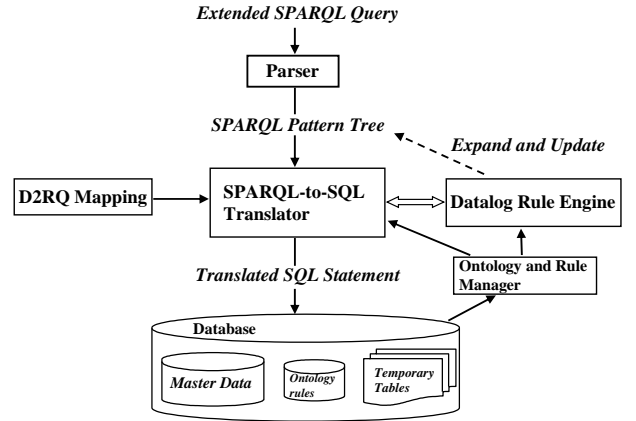 Extended SPARQL Query
Parser
SPARQL Pattern Tree
Expand and Update
D2RQ Mapping
SPARQL-to-SQL
Translator
Datalog Rule Engine
Translated SQL Statement
Ontology and Rule
Manager
Database
Master Data
Ontology
rules
Temporary
Tables